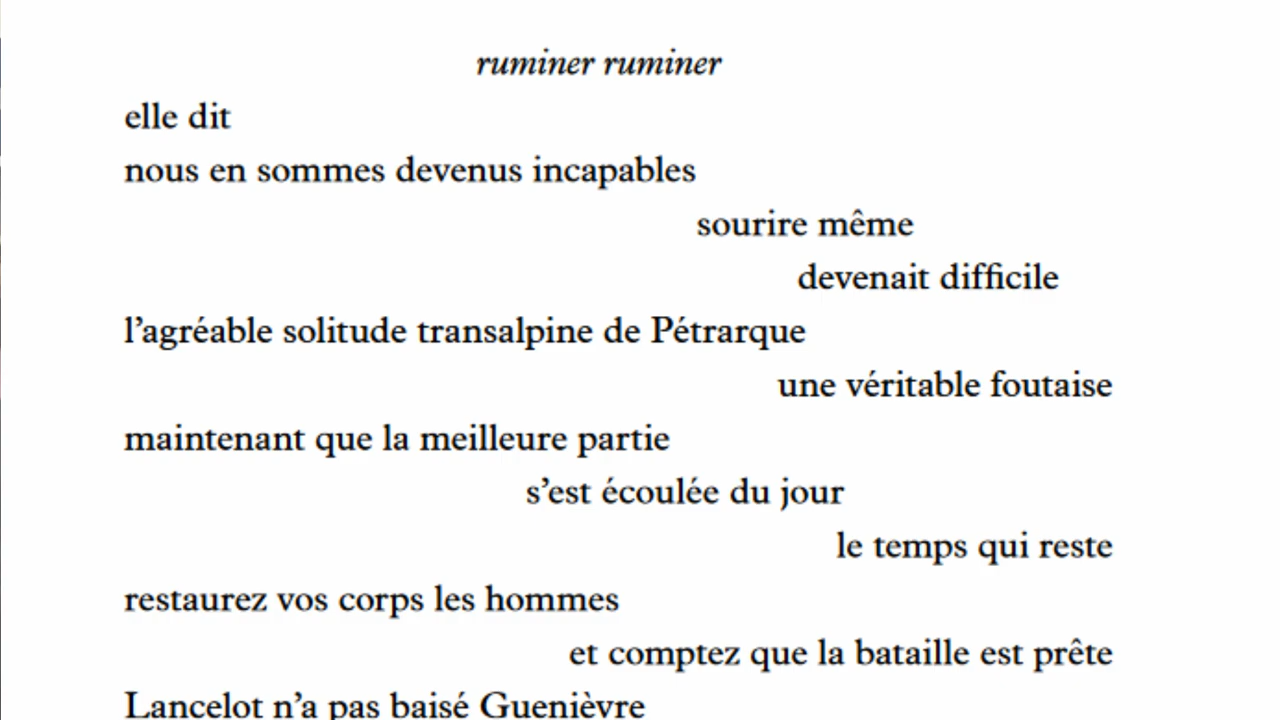 ruminer ruminer
elle dit
nous en sommes devenus incapables
sourire même
devenait difficile
l’agréable solitude transalpine de Pétrarque
une véritable foutaise
maintenant que la meilleure partie
s’est écoulée du jour
le temps qui reste
restaurez vos corps les hommes
et comptez que la bataille est prête
Lancelot n’a pas baisé Guenièvre